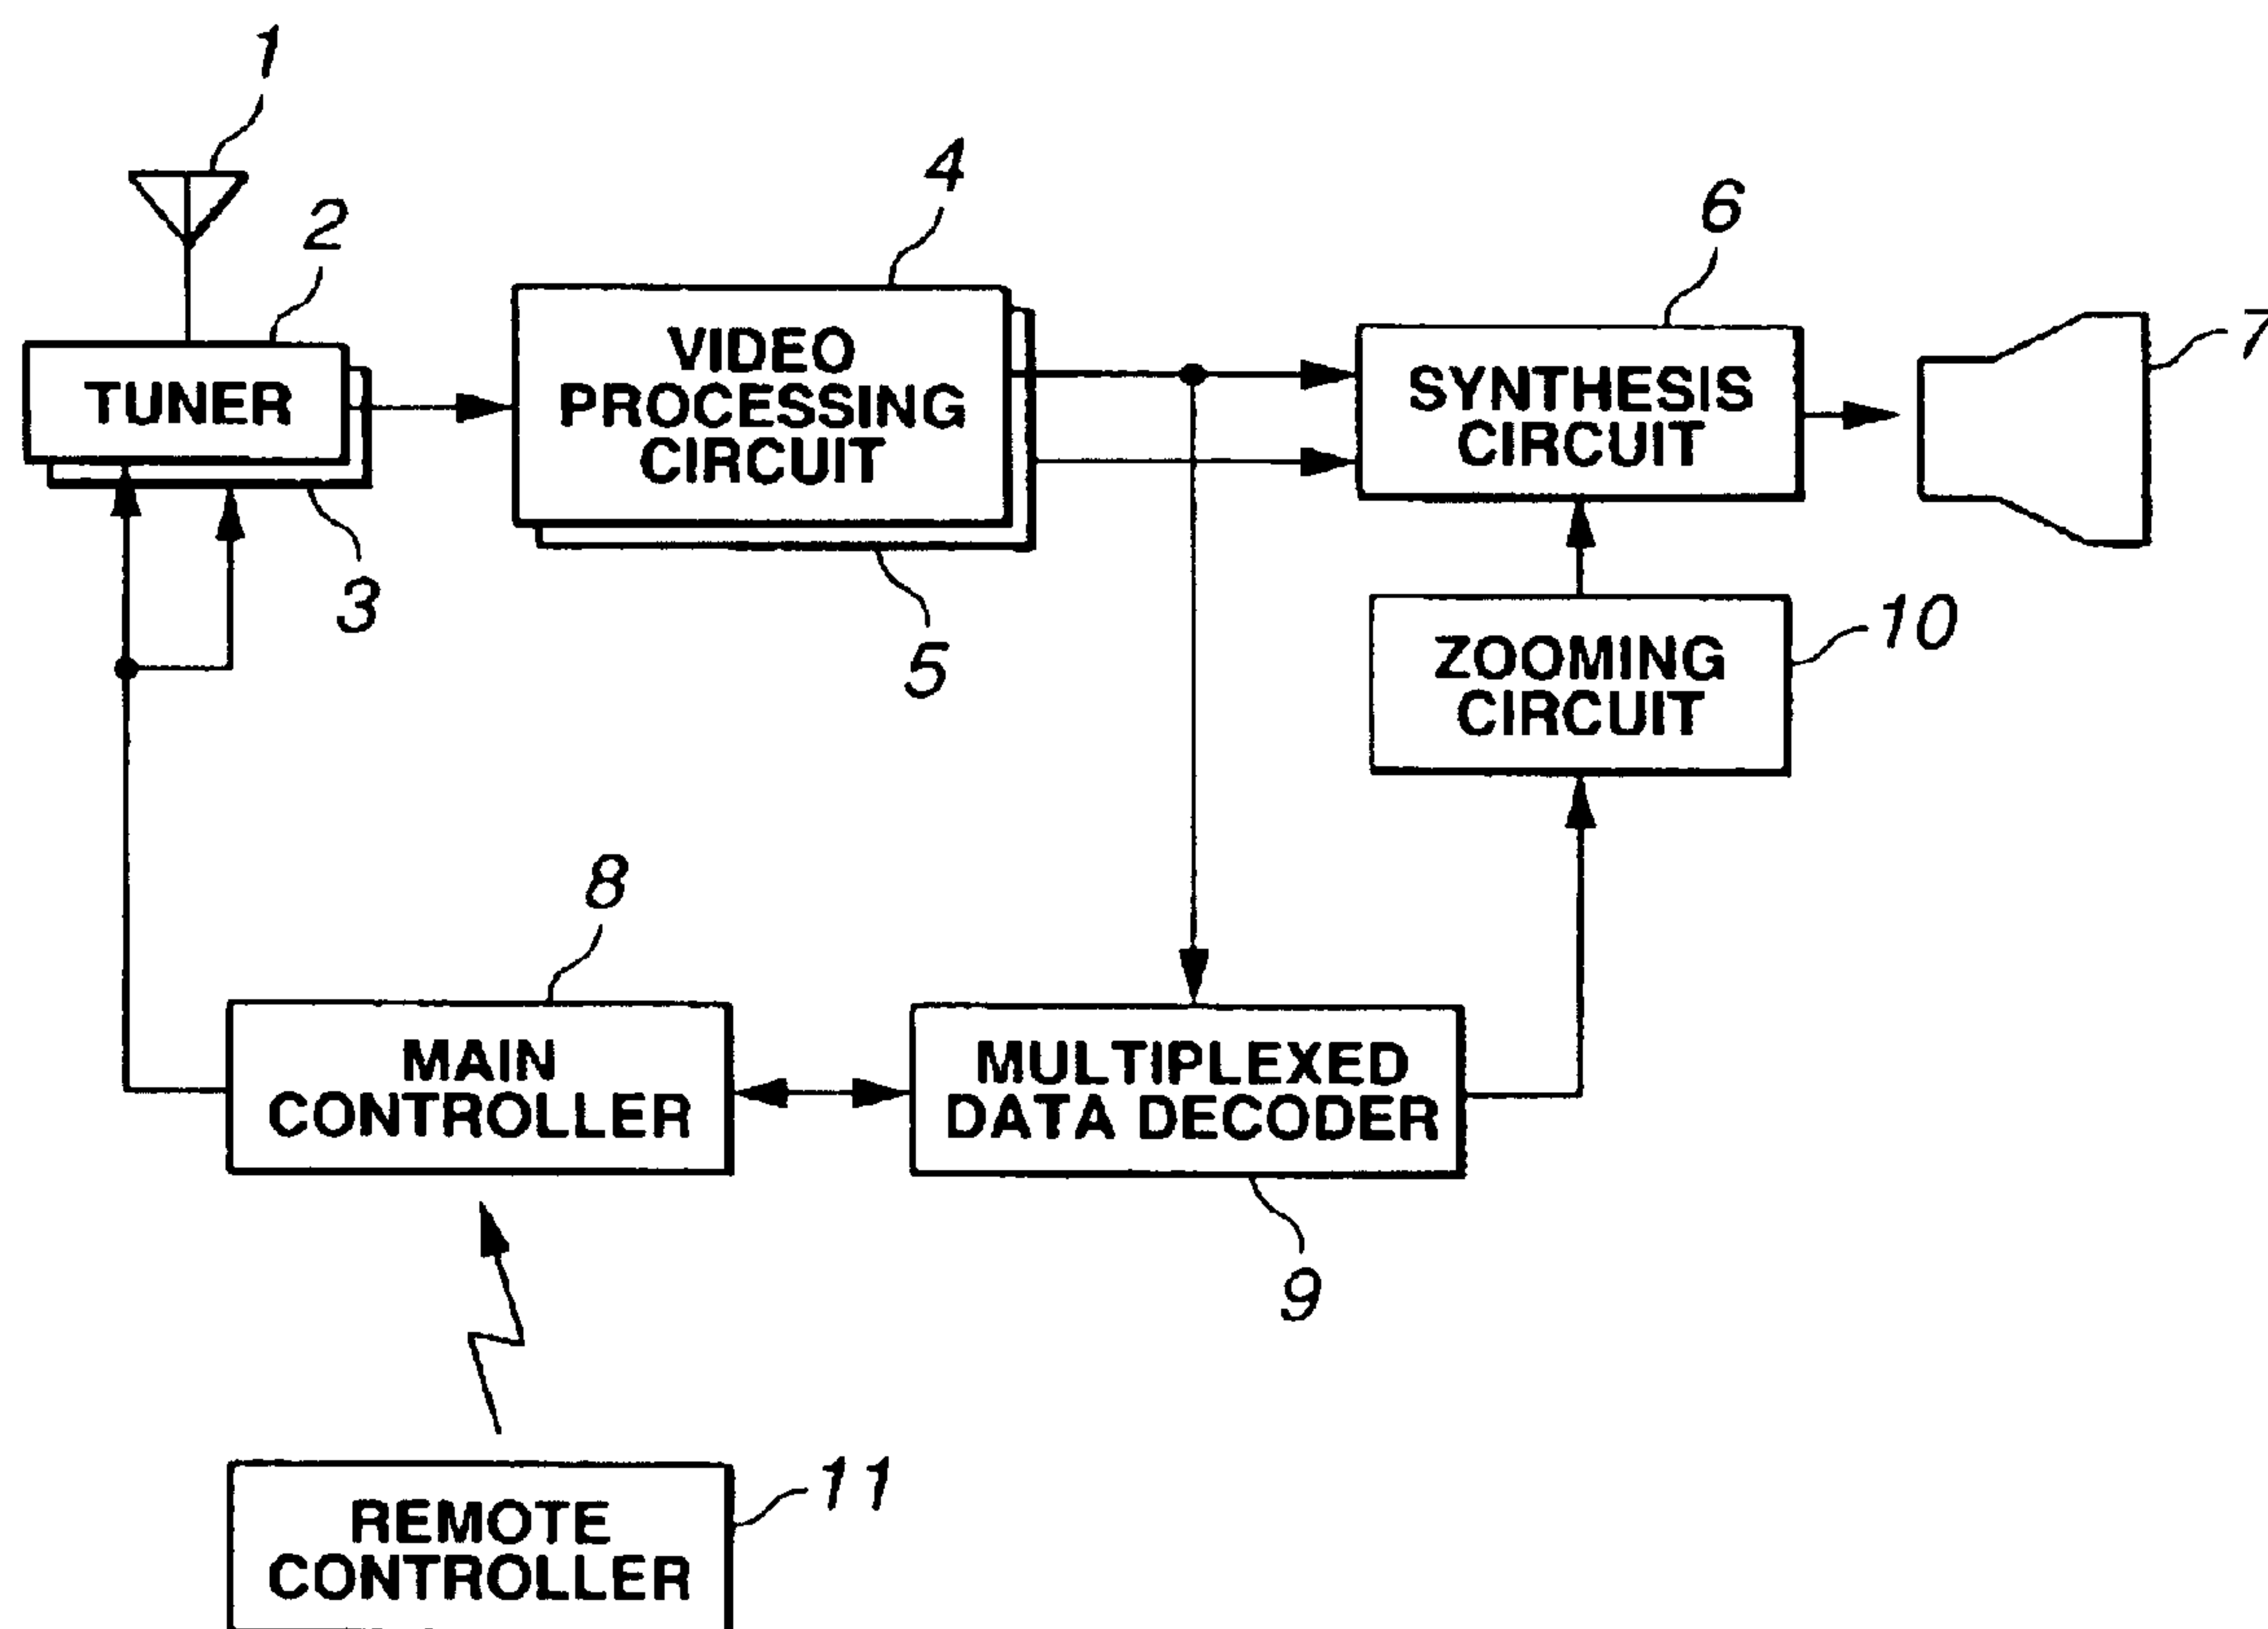 1
2
4
6
7
TUNER
VIDEO
PROCESSING
CIRCUIT
SYNTHESIS
CIRCUIT
3
5
10
ZOOMING
CIRCUIT
8
MAIN
CONTROLLER
MULTIPLEXED
DATA DECODER
9
11
REMOTE
CONTROLLER